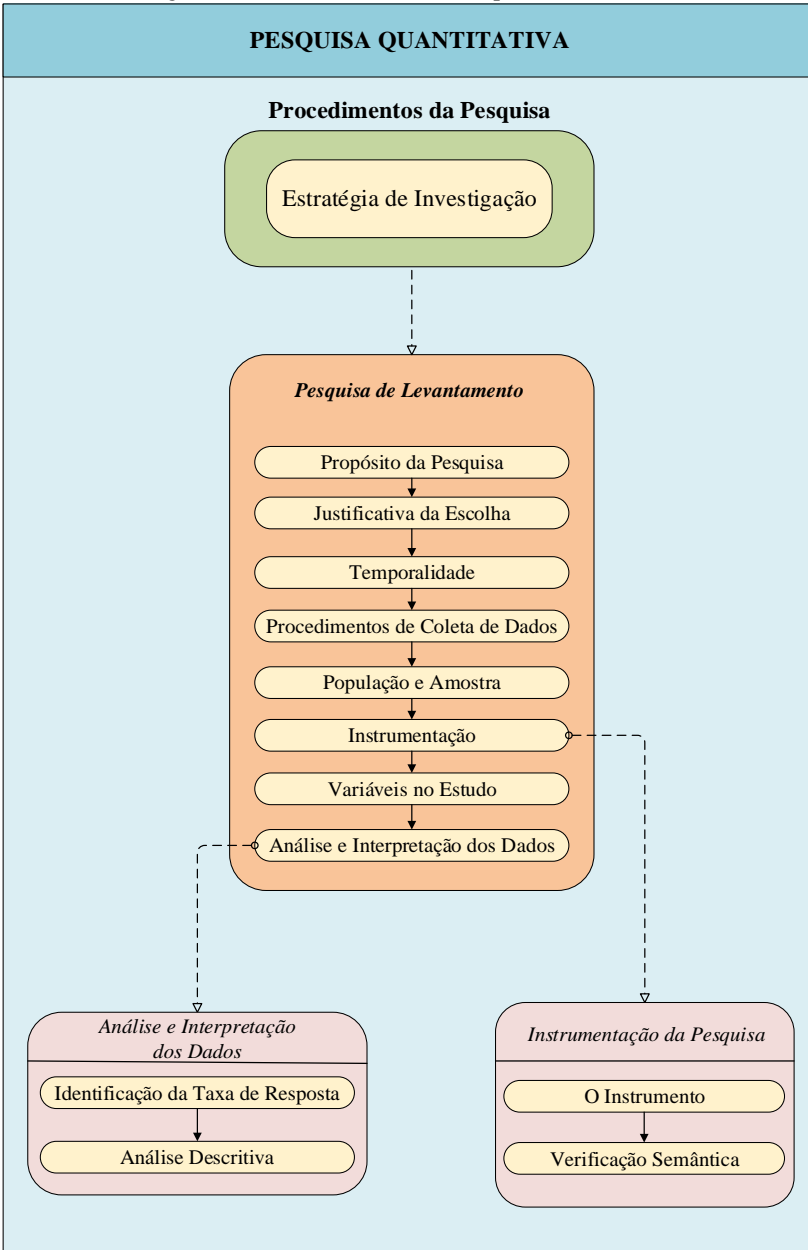 PESQUISA QUANTITATIVA
Procedimentos da Pesquisa
Estratégia de Investigação
Pesquisa de Levantamento
Propósito da Pesquisa
Justificativa da Escolha
Temporalidade
Procedimentos de Coleta de Dados
População e Amostra
Instrumentação
Variáveis no Estudo
Análise e Interpretação dos Dados
Análise e Interpretação
dos Dados
Identificação da Taxa de Resposta
Análise Descritiva
Instrumentação da Pesquisa
O Instrumento
Verificação Semântica